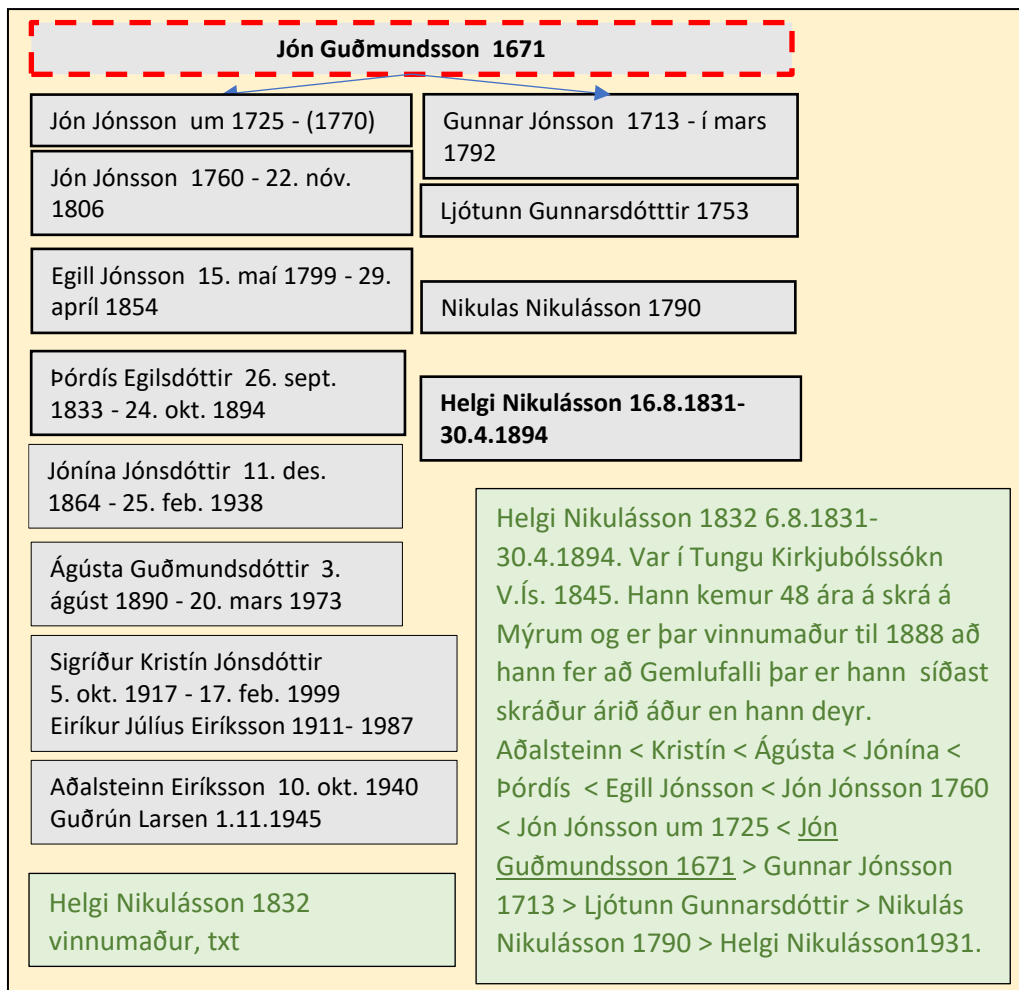 Jón Guðmundsson 1671
Jón Jónsson um 1725 - (1770)
Jón Jónsson 1760 - 22. nóv.
1806
Egill Jónsson 15. maí 1799 - 29.
apríl 1854
Þórdís Egilsdóttir 26. sept.
1833 - 24. okt. 1894
Jónína Jónsdóttir 11. des.
1864 - 25. feb. 1938
Ágústa Guðmundsdóttir 3.
ágúst 1890 - 20. mars 1973
Sigríður Kristín Jónsdóttir
5. okt. 1917 - 17. feb. 1999
Eiríkur Júlíus Eiríksson 1911- 1987
Aðalsteinn Eiríksson 10. okt. 1940
Guðrún Larsen 1.11.1945
Helgi Nikulásson 1832
vinnumaður, txt
Gunnar Jónsson 1713 - í mars
1792
Ljótunn Gunnarsdótttir 1753
Nikulas Nikulásson 1790
Helgi Nikulásson 16.8.1831-
30.4.1894
Helgi Nikulásson 1832 6.8.1831-
30.4.1894. Var í Tungu Kirkjubólssókn
V.Ís. 1845. Hann kemur 48 ára á skrá á
Mýrum og er þar vinnumaður til 1888 að
hann fer að Gemlufalli þar er hann síðast
skráður árið áður en hann deyr.
Aðalsteinn < Kristín < Ágústa < Jónína <
Þórdís < Egill Jónsson < Jón Jónsson 1760
< Jón Jónsson um 1725 < Jón
Guðmundsson 1671 > Gunnar Jónsson
1713 > Ljótunn Gunnarsdóttir > Nikulás
Nikulásson 1790 > Helgi Nikulásson1931.